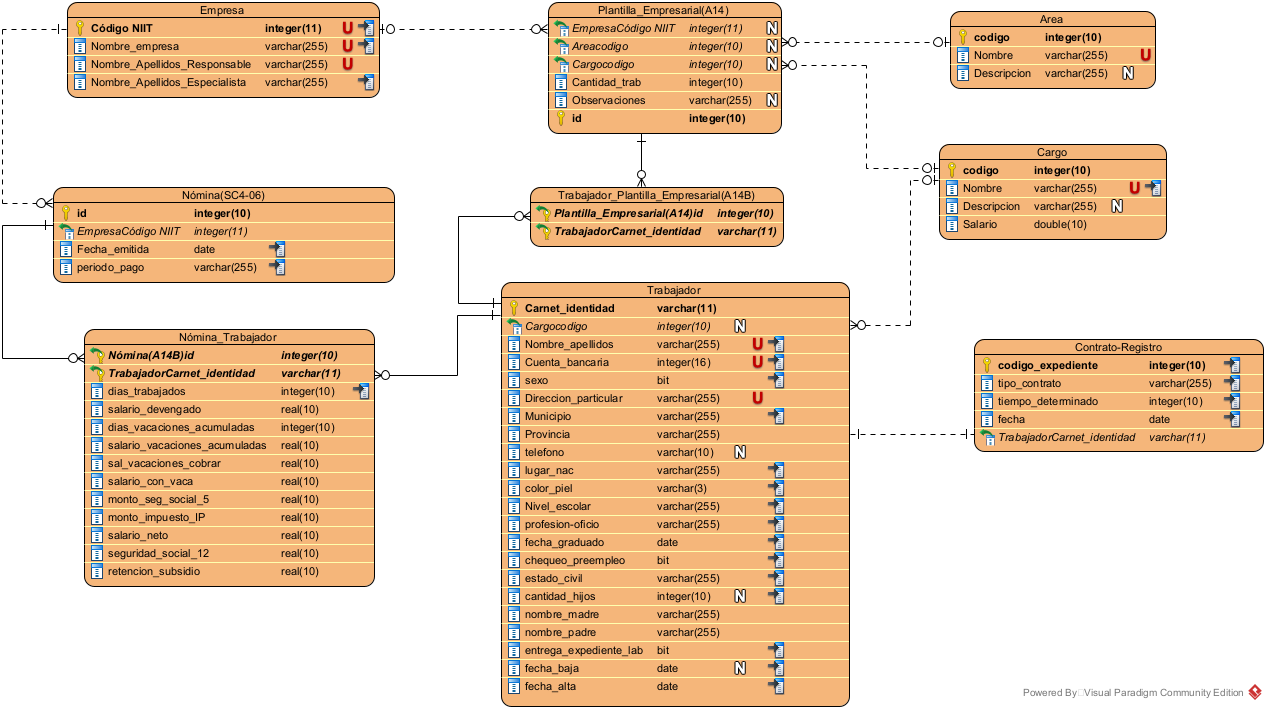 Empresa
Código NIIT integer(11) U
Nombre_empresa varchar(255) U
Nombre_Apellidos_Responsable varchar(255) U
Nombre_Apellidos_Especialista varchar(255)
Plantilla_Empresarial(A14)
EmpresaCódigo NIIT integer(11) N
Areacodigo integer(10) N
Cargocodigo integer(10) N
Cantidad_trab integer(10)
Observaciones varchar(255) N
id integer(10)
Area
codigo integer(10)
Nombre varchar(255) U
Descripcion varchar(255) N
Cargo
codigo integer(10)
Nombre varchar(255) U
Descripcion varchar(255) N
Salario double(10)
Nómina(SC4-06)
id integer(10)
EmpresaCódigo NIIT integer(11)
Fecha_emitida date
periodo_pago varchar(255)
Trabajador_Plantilla_Empresarial(A14B)
Plantilla_Empresarial(A14)id integer(10)
TrabajadorCarnet_identidad varchar(11)
Nómina_Trabajador
Nómina(A14B)id integer(10)
TrabajadorCarnet_identidad varchar(11)
dias_trabajados integer(10)
salario_devengado real(10)
dias_vacaciones_acumuladas integer(10)
salario_vacaciones_acumuladas real(10)
sal_vacaciones_cobrar real(10)
salario_con_vaca real(10)
monto_seg_social_5 real(10)
monto_impuesto_IP real(10)
salario_neto real(10)
seguridad_social_12 real(10)
retencion_subsidio real(10)
Trabajador
Carnet_identidad varchar(11)
Cargocodigo integer(10) N
Nombre_apellidos varchar(255) U
Cuenta_bancaria integer(16) U
sexo bit
Direccion_particular varchar(255) U
Municipio varchar(255)
Provincia varchar(255)
telefono varchar(10) N
lugar_nac varchar(255)
color_piel varchar(3)
Nivel_escolar varchar(255)
profesion-oficio varchar(255)
fecha_graduado date
chequeo_preempleo bit
estado_civil varchar(255)
cantidad_hijos integer(10) N
nombre_madre varchar(255)
nombre_padre varchar(255)
entrega_expediente_lab bit
fecha_baja date N
fecha_alta date
Contrato-Registro
codigo_expediente integer(10)
tipo_contrato varchar(255)
tiempo_determinado integer(10)
fecha date
TrabajadorCarnet_identidad varchar(11)
Powered By Visual Paradigm Community Edition